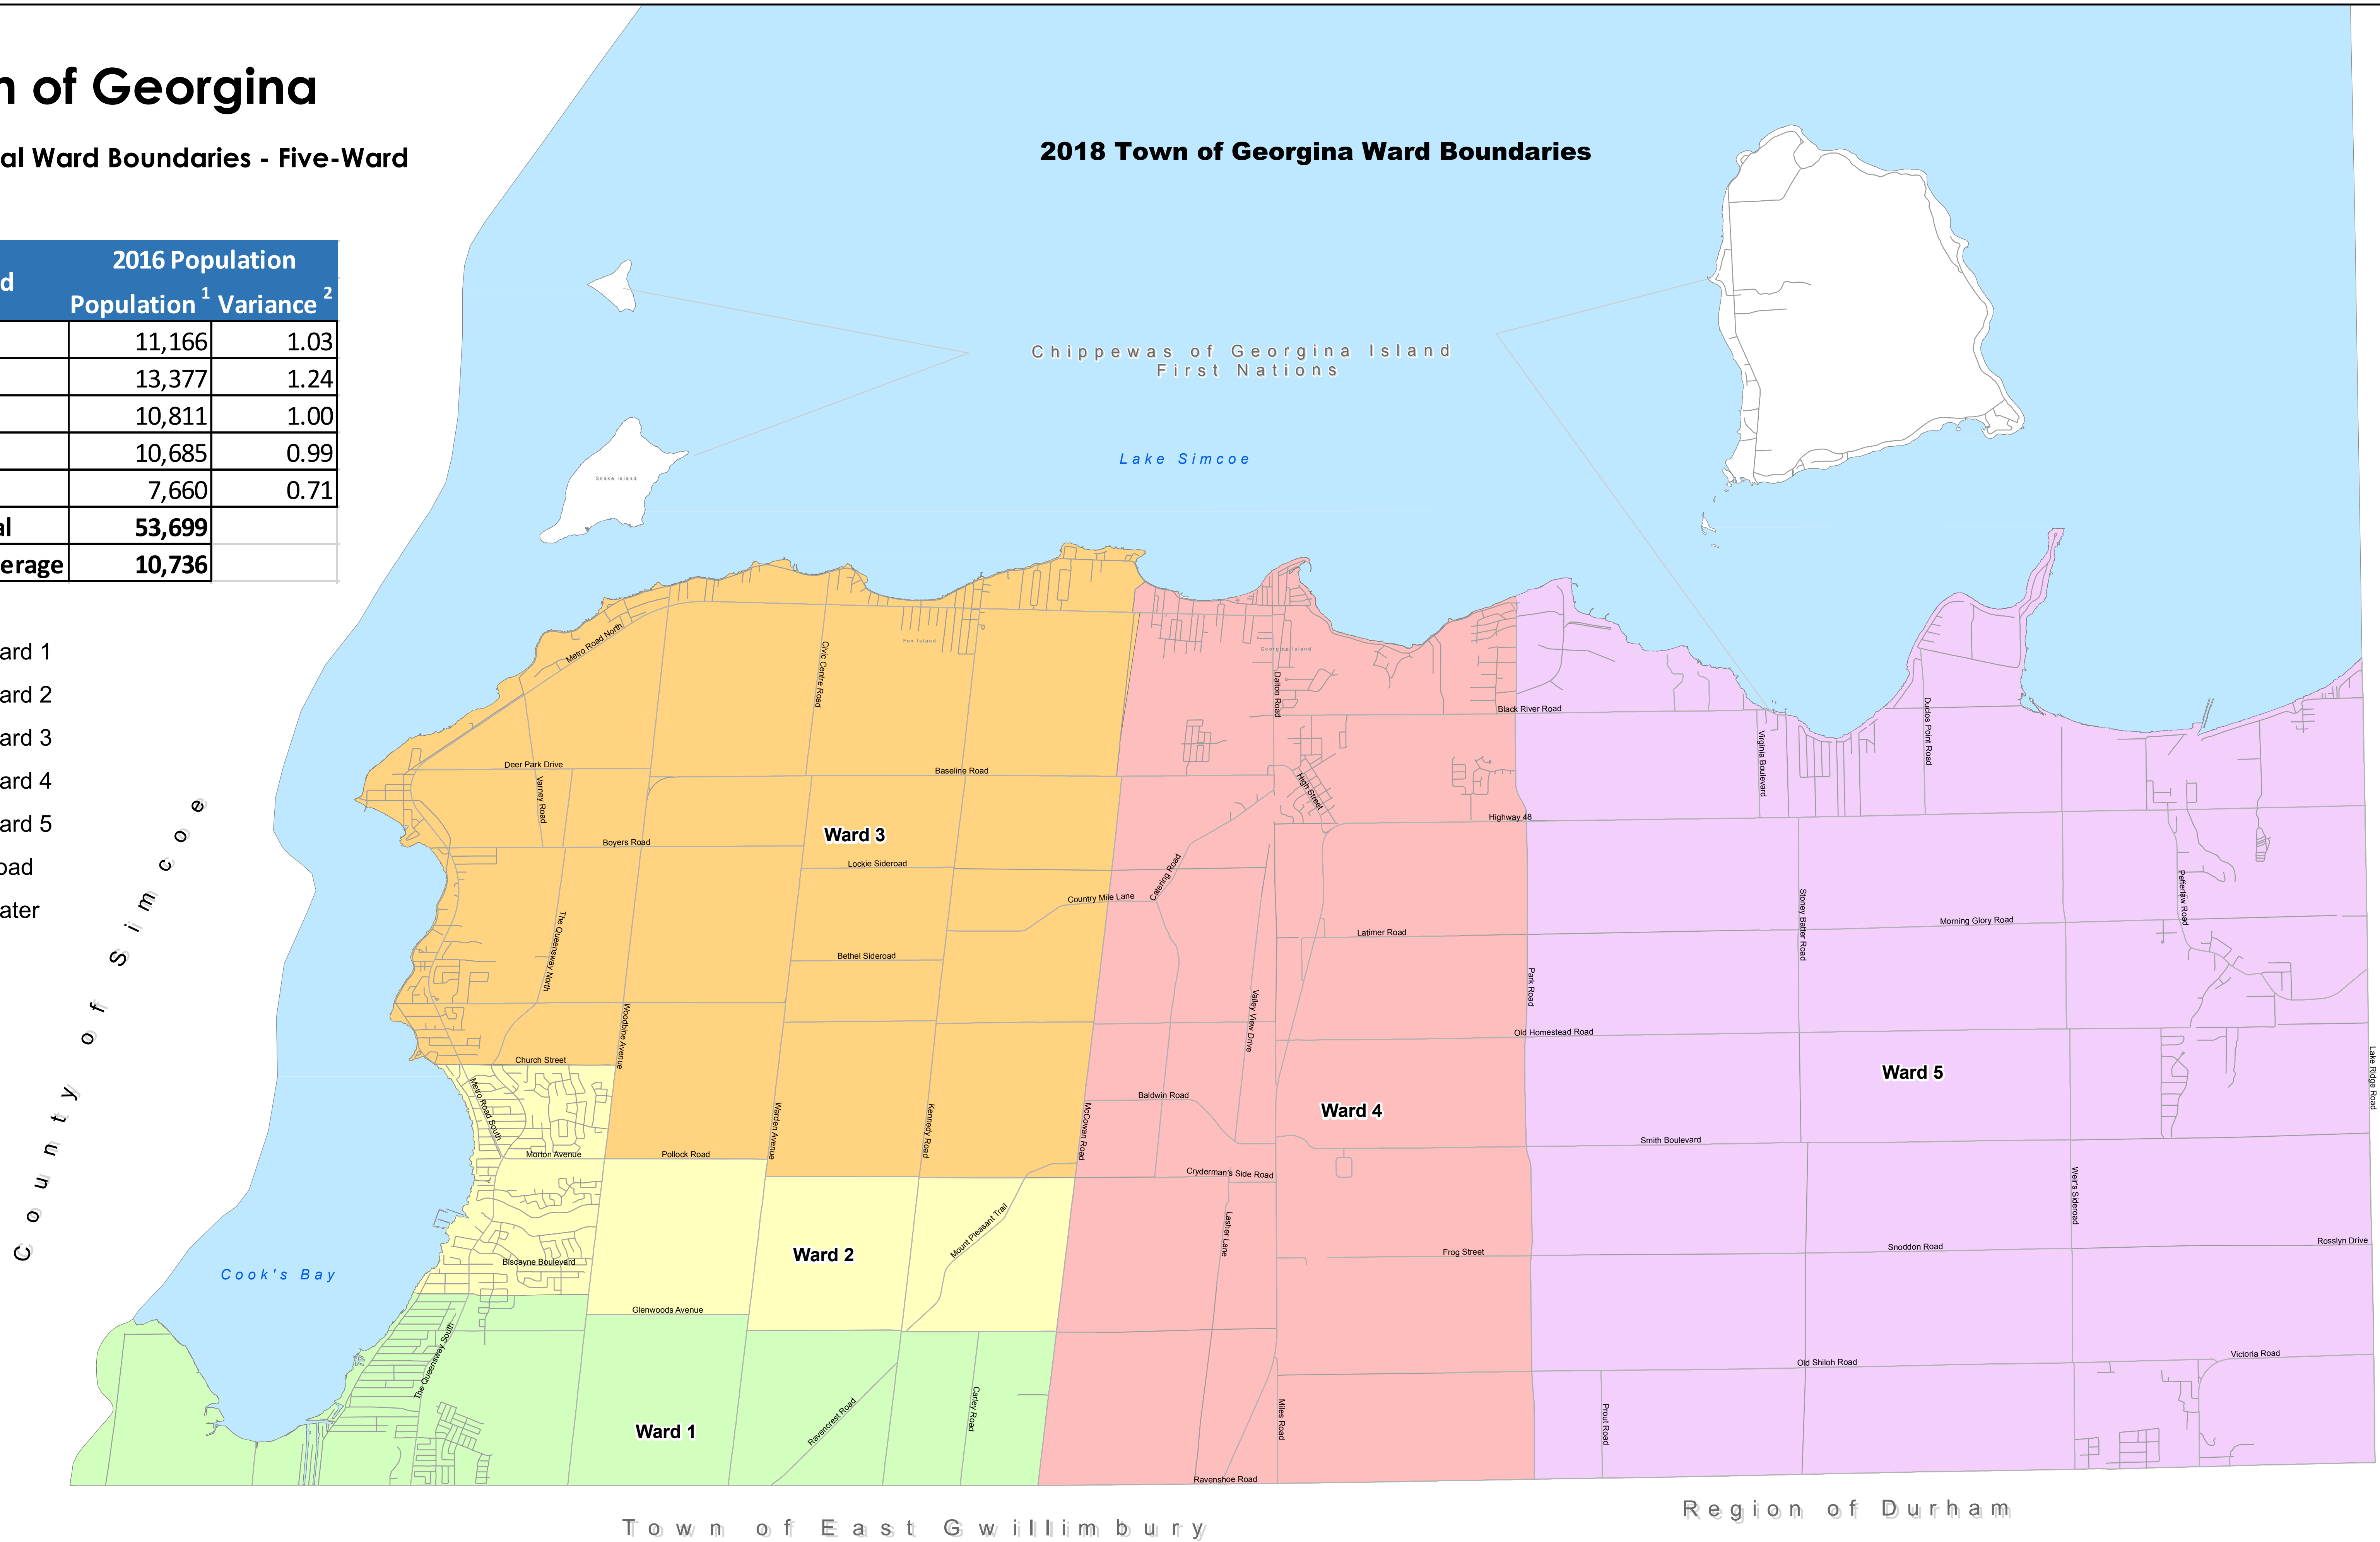 n of Georgina
al Ward Boundaries - Five-Ward
2018 Town of Georgina Ward Boundaries
d
2016 Population
Population 1 Variance 2
11,166 1.03
13,377 1.24
10,811 1.00
10,685 0.99
7,660 0.71
al 53,699
erage 10,736
ard 1
ard 2
ard 3
ard 4
ard 5
oad
ater
Chippewas of Georgina Island
First Nations
Lake Simcoe
Snake Island
Fox Island
Georgina Island
County of Simcoe
Cook's Bay
Metro Road North
Civic Centre Road
Dalton Road
Black River Road
Virginia Boulevard
Duclos Point Road
Deer Park Drive
Varney Road
Baseline Road
High Street
Highway 48
Ward 3
Boyers Road
Lockie Sideroad
Catering Road
Country Mile Lane
Stoney Batter Road
Pefferlaw Road
Morning Glory Road
The Queensway North
Bethel Sideroad
Latimer Road
Park Road
Valley View Drive
Woodbine Avenue
Old Homestead Road
Church Street
Lake Ridge Road
Ward 5
Metro Road South
Baldwin Road
Ward 4
Warden Avenue
Kennedy Road
McCowan Road
Smith Boulevard
Morton Avenue
Pollock Road
Cryderman's Side Road
Weir's Sideroad
Mount Pleasant Trail
Lasher Lane
Ward 2
Frog Street
Snoddon Road
Rosslyn Drive
Biscayne Boulevard
Glenwoods Avenue
The Queensway South
Old Shiloh Road
Victoria Road
Ravencrest Road
Carley Road
Miles Road
Prout Road
Ward 1
Ravenshoe Road
Town of East Gwillimbury
Region of Durham